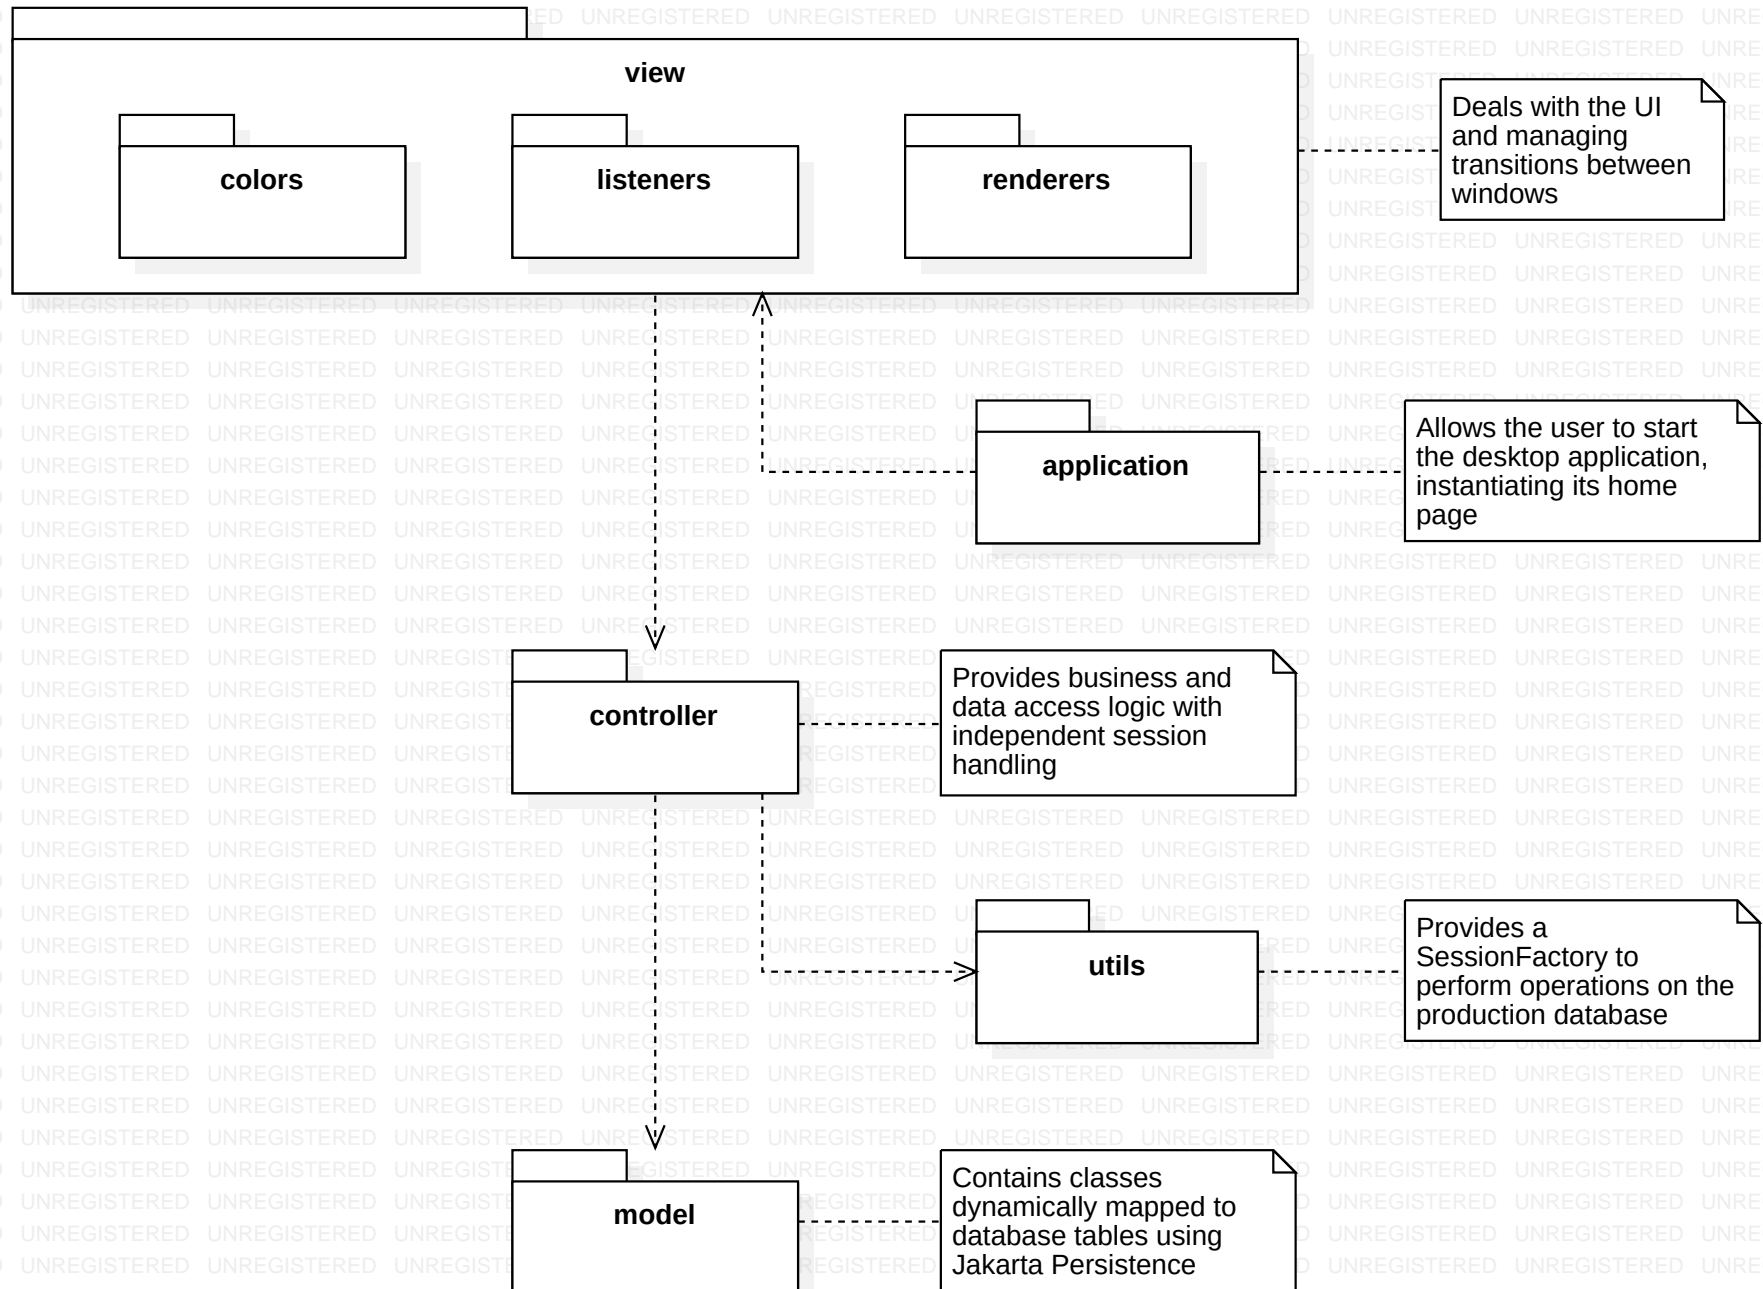 view
colors
listeners
renderers
Deals with the UI
and managing
transitions between
windows
application
Allows the user to start
the desktop application,
instantiating its home
page
controller
Provides business and
data access logic with
independent session
handling
utils
Provides a
SessionFactory to
perform operations on the
production database
model
Contains classes
dynamically mapped to
database tables using
Jakarta Persistence
UNREGISTERED